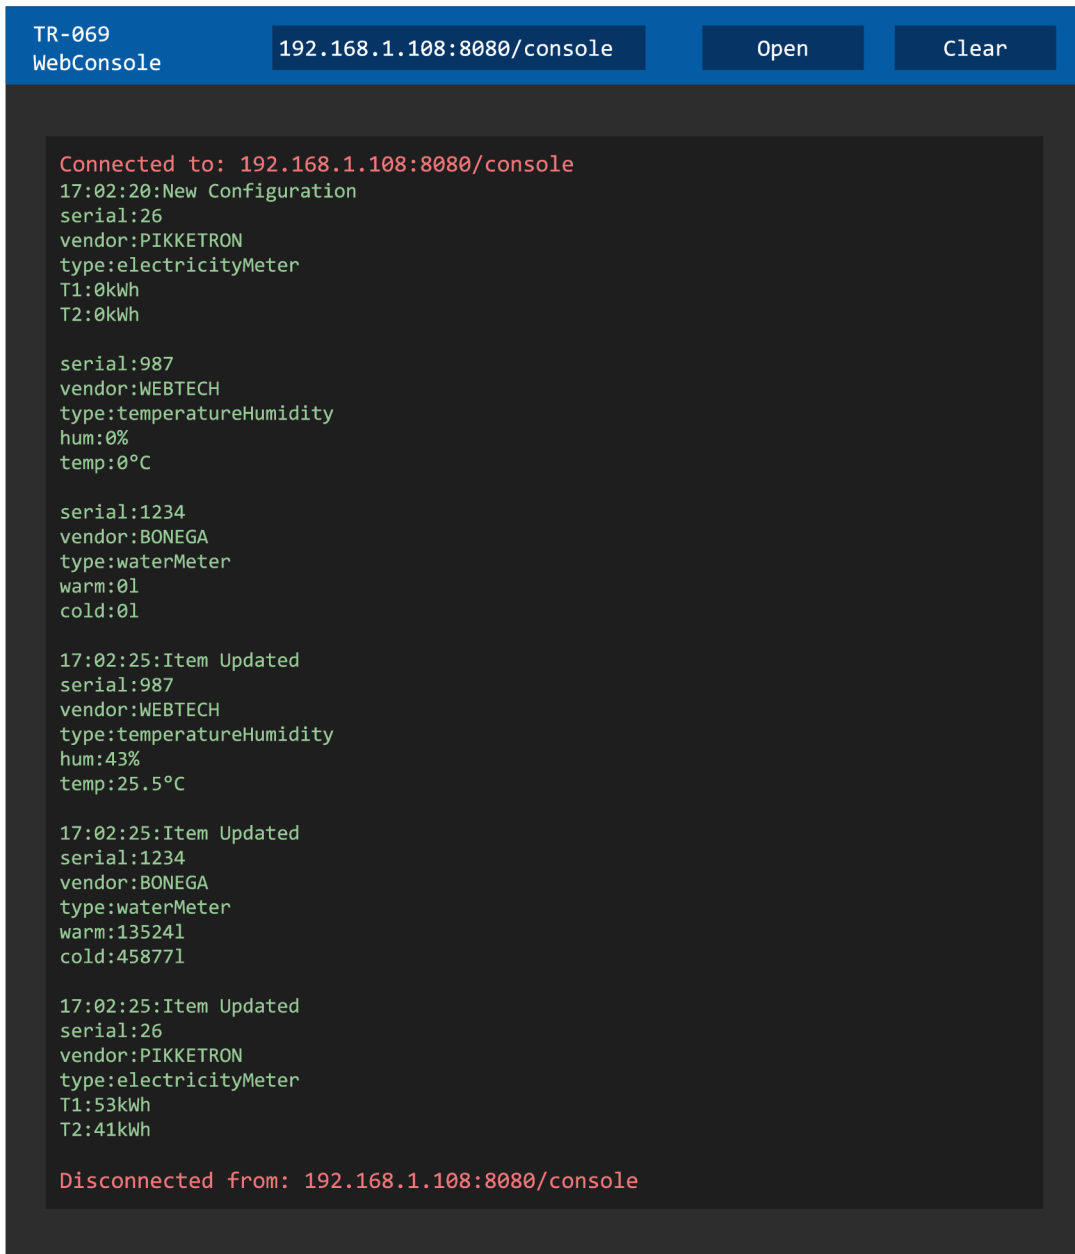 TR-069
WebConsole
192.168.1.108:8080/console
Open
Clear
Connected to: 192.168.1.108:8080/console
17:02:20:New Configuration
serial:26
vendor:PIKKETRON
type:electricityMeter
T1:0kWh
T2:0kWh
serial:987
vendor:WEBTECH
type:temperatureHumidity
hum:0%
temp:0°C
serial:1234
vendor:BONEGA
type:waterMeter
warm:0l
cold:0l
17:02:25:Item Updated
serial:987
vendor:WEBTECH
type:temperatureHumidity
hum:43%
temp:25.5°C
17:02:25:Item Updated
serial:1234
vendor:BONEGA
type:waterMeter
warm:13524l
cold:45877l
17:02:25:Item Updated
serial:26
vendor:PIKKETRON
type:electricityMeter
T1:53kWh
T2:41kWh
Disconnected from: 192.168.1.108:8080/console